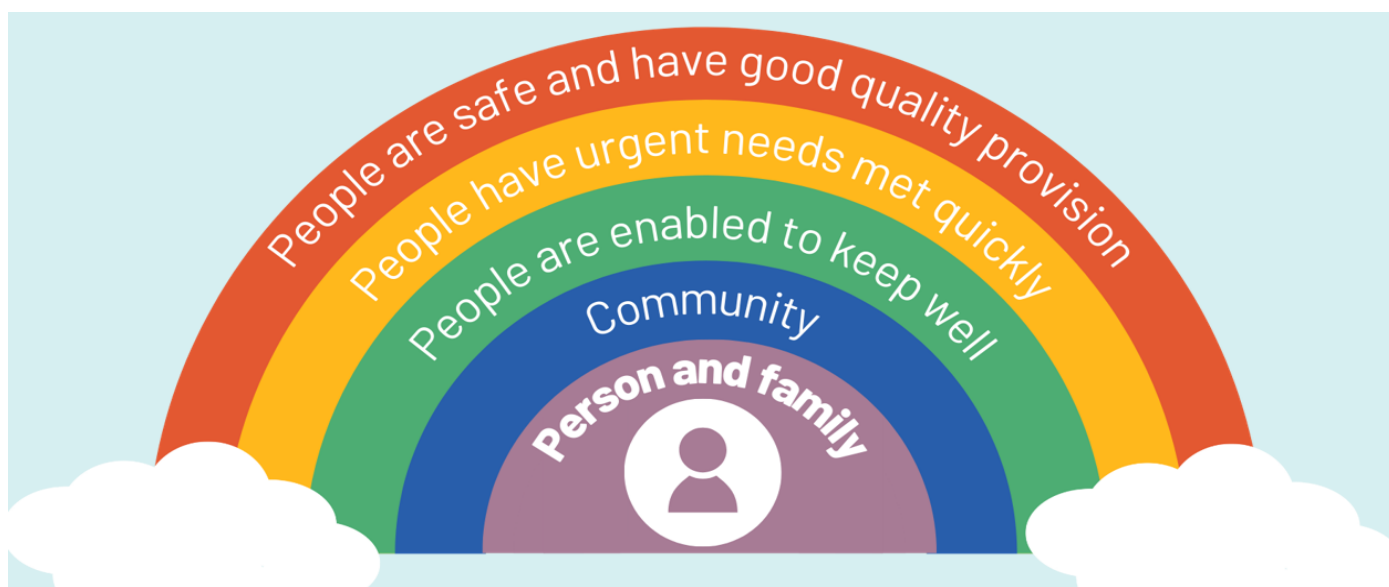 People are safe and have good quality provision
People have urgent needs met quickly
People are enabled to keep well
Community
Person and family